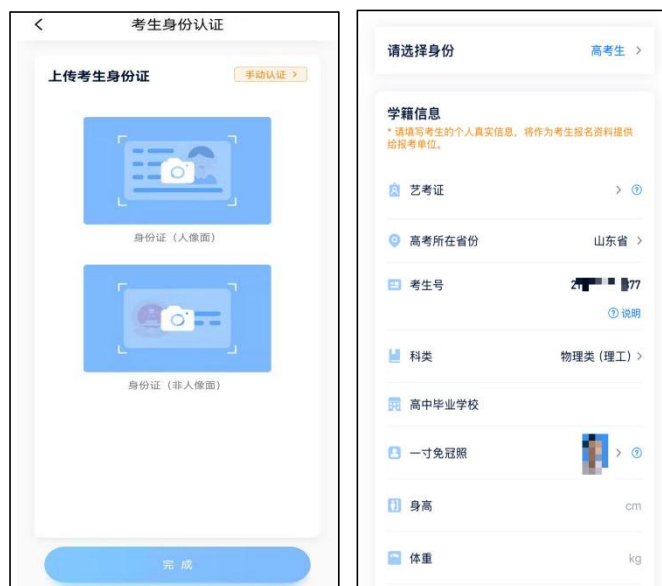 考生身份认证
上传考生身份证
手动认证 >
身份证（人像面）
身份证（非人像面）
完成
请选择身份
高考生 >
学籍信息
* 请填写考生的个人真实信息，将作为考生报名资料提供
给报考单位。
艺考证
高考所在省份
山东省 >
考生号
说明
科类
物理类 (理工) >
高中毕业学校
一寸免冠照
身高
cm
体重
kg